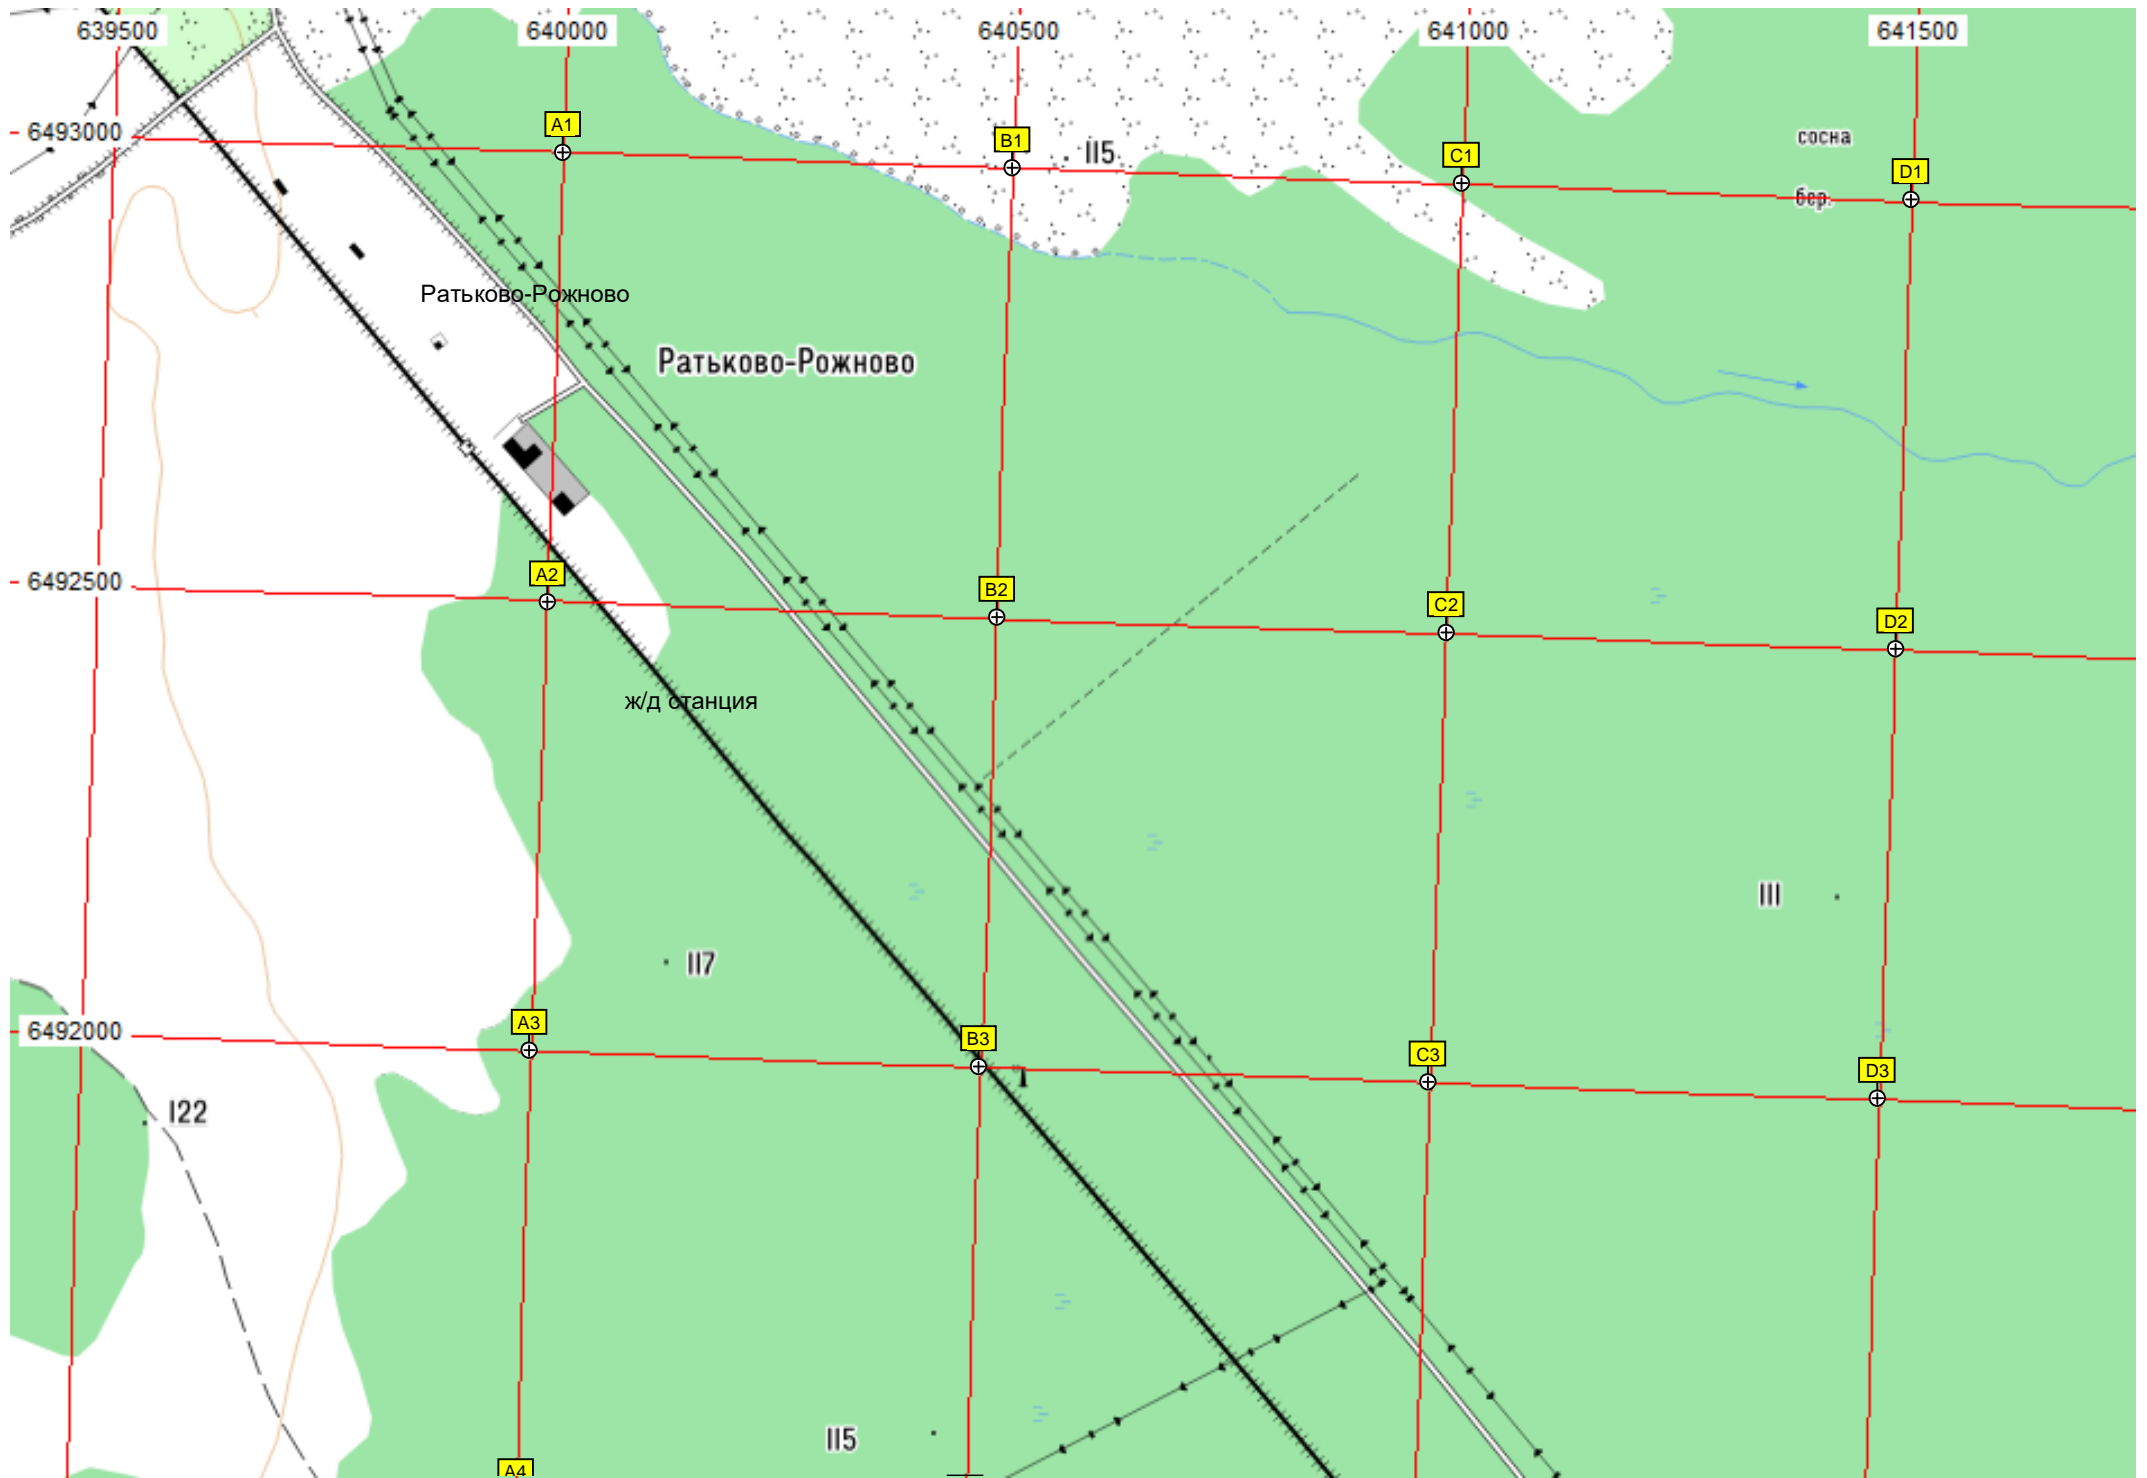 639500 640000 640500 641000 641500
6493000
A1
B1
115
C1
сосна
D1
бер.
Ратьково-Рожново
Ратьково-Рожново
6492500
A2
B2
C2
D2
ж/д станция
111
117
6492000
A3
B3
C3
D3
122
115
A4